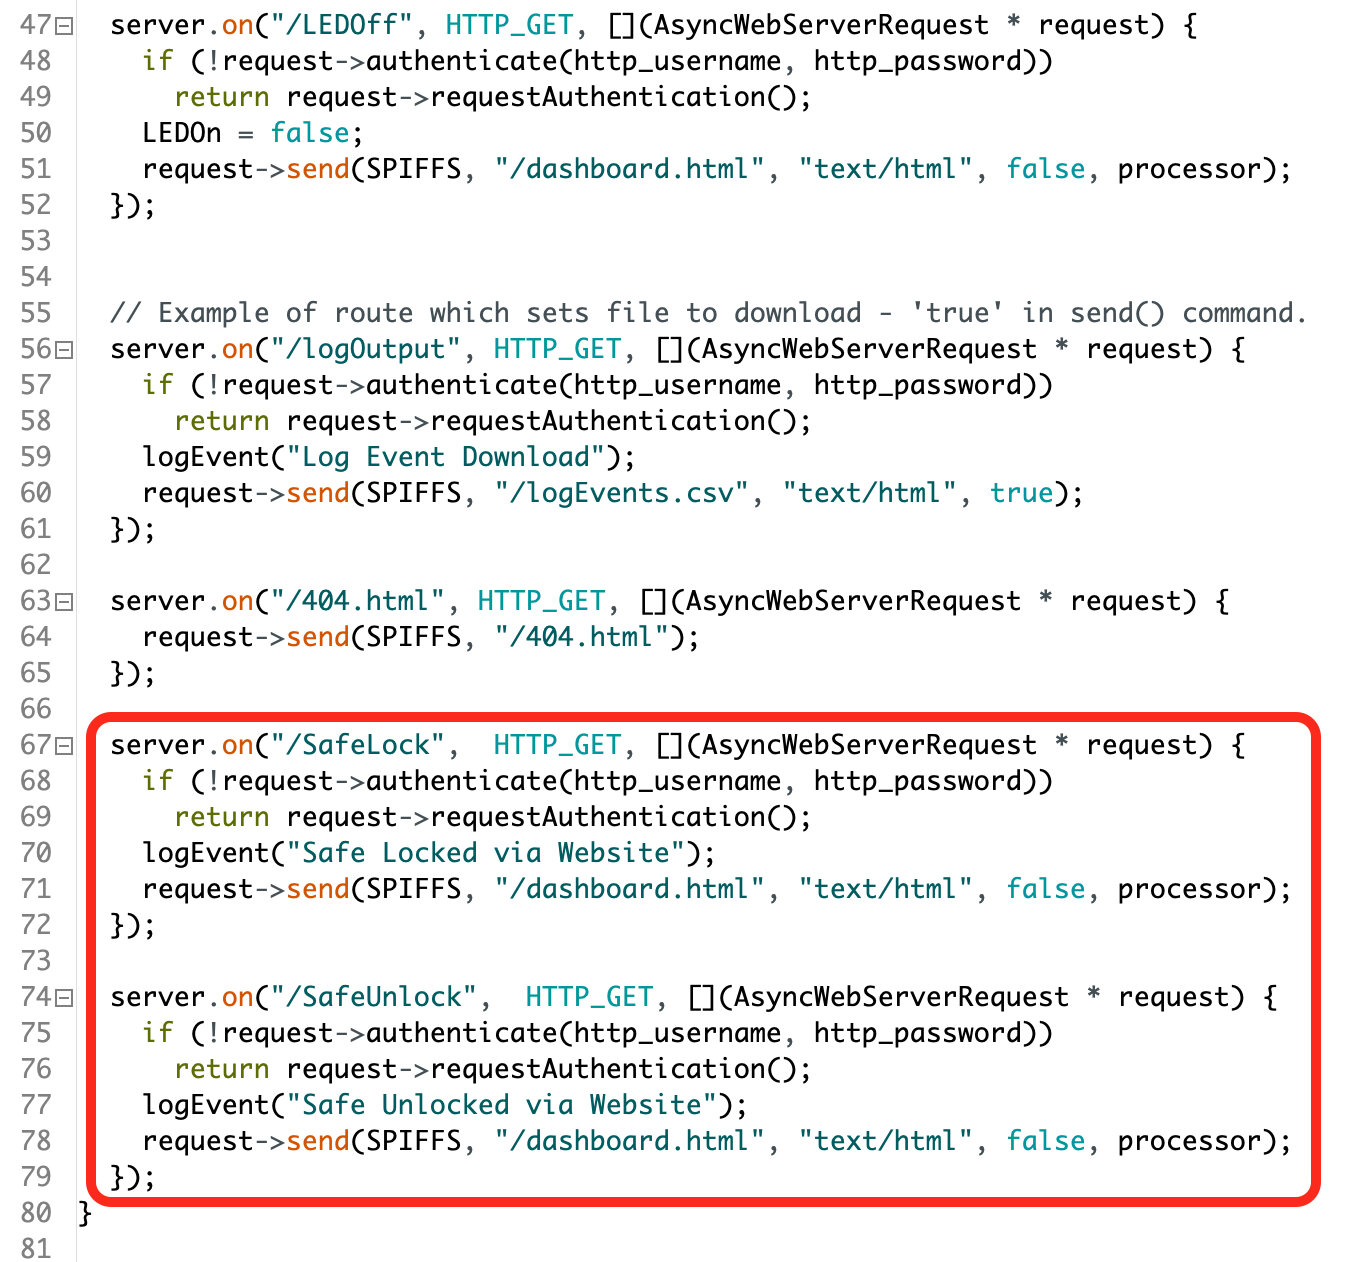 47 server.on("/LEDOff", HTTP_GET, [](AsyncWebServerRequest * request) {
48 if (!request->authenticate(http_username, http_password))
49 return request->requestAuthentication();
50 LEDOn = false;
51 request->send(SPIFFS, "/dashboard.html", "text/html", false, processor);
52 });
53
54
55 // Example of route which sets file to download - 'true' in send() command.
56 server.on("/logOutput", HTTP_GET, [](AsyncWebServerRequest * request) {
57 if (!request->authenticate(http_username, http_password))
58 return request->requestAuthentication();
59 logEvent("Log Event Download");
60 request->send(SPIFFS, "/logEvents.csv", "text/html", true);
61 });
62
63 server.on("/404.html", HTTP_GET, [](AsyncWebServerRequest * request) {
64 request->send(SPIFFS, "/404.html");
65 });
66
67 server.on("/SafeLock",  HTTP_GET, [](AsyncWebServerRequest * request) {
68 if (!request->authenticate(http_username, http_password))
69 return request->requestAuthentication();
70 logEvent("Safe Locked via Website");
71 request->send(SPIFFS, "/dashboard.html", "text/html", false, processor);
72 });
73
74 server.on("/SafeUnlock",  HTTP_GET, [](AsyncWebServerRequest * request) {
75 if (!request->authenticate(http_username, http_password))
76 return request->requestAuthentication();
77 logEvent("Safe Unlocked via Website");
78 request->send(SPIFFS, "/dashboard.html", "text/html", false, processor);
79 });
80 }
81